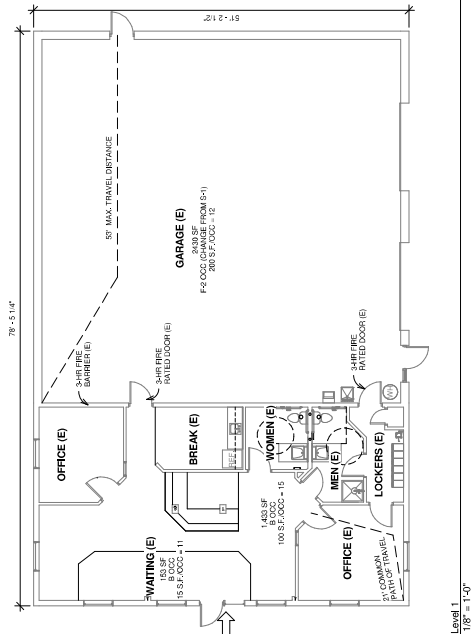 51' - 2 1/2"
78' - 5 1/4"
53' MAX. TRAVEL DISTANCE
GARAGE (E)
2430 SF
F-2 OCC (CHANGE FROM S-1)
200 S.F./OCC = 12
3-HR FIRE
BARRIER (E)
3-HR FIRE
RATED DOOR (E)
3-HR FIRE
RATED DOOR (E)
WH
OFFICE (E)
BREAK (E)
REF.
WOMEN (E)
MEN (E)
LOCKERS (E)
1,433 SF
B OCC
100 S.F./OCC = 15
WAITING (E)
153 SF
B OCC
15 S.F./OCC = 11
OFFICE (E)
21' COMMON
PATH OF TRAVEL
Level 1
1/8" = 1'-0"